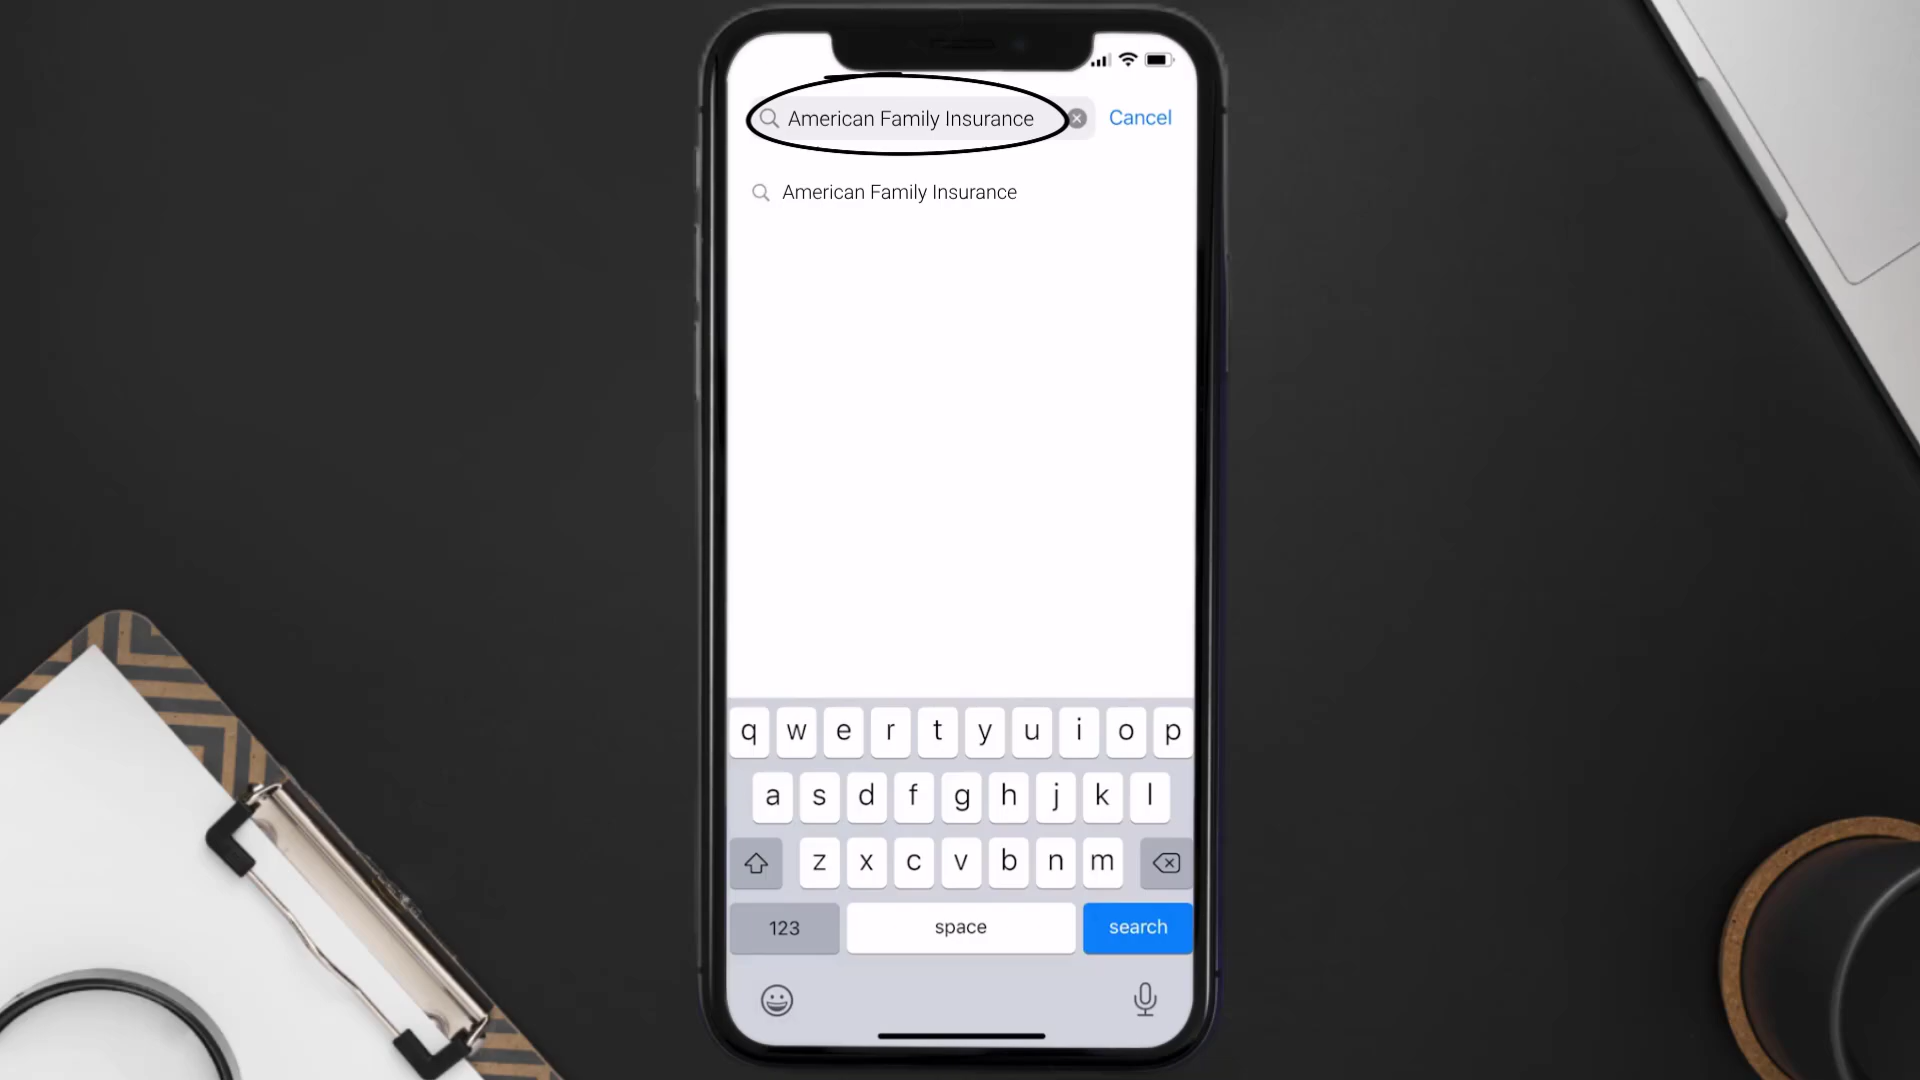 American Family Insurance
Cancel
American Family Insurance
q w e r t y u i o p
a s d f g h j k l
z x c v b n m
123 space search